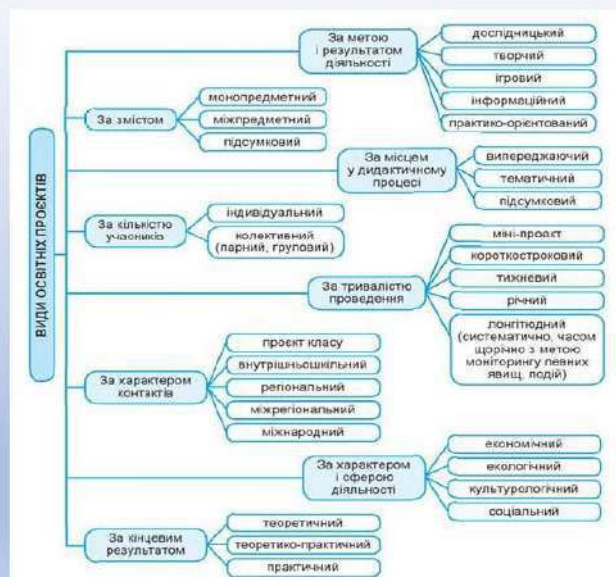 ВИДИ ОСВІТНІХ ПРОЄКТІВ
За метою
і результатом
діяльності
дослідницький
творчий
ігровий
інформаційний
практико-орієнтований
За змістом
монопредметний
міжпредметний
підсумковий
За місцем
у дидактичному
процесі
випереджаючий
тематичний
підсумковий
За кількістю
учасників
індивідуальний
колективний
(парний, груповий)
За тривалістю
проведення
міні-проєкт
короткостроковий
тижневий
річний
лонгітюдний
(систематично, часом
щорічно з метою
моніторингу певних
явищ, подій)
За характером
контактів
проєкт класу
внутрішньошкільний
регіональний
міжрегіональний
міжнародний
За характером
і сферою
діяльності
економічний
екологічний
культурологічний
соціальний
За кінцевим
результатом
теоретичний
теоретико-практичний
практичний